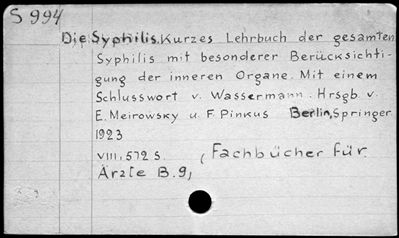 S 994
Die Syphilis. Kurzes Lehrbuch der gesamten
Syphilis mit besonderer Berücksichti-
gung der inneren Organe. Mit einem
Schlusswort v. Wassermann. Hrsgb. v.
E. Meirowsky u. F. Pinkus Berlin, Springer
1923
VIII, 572 S. (Fachbücher für
Ärzte B. 9,